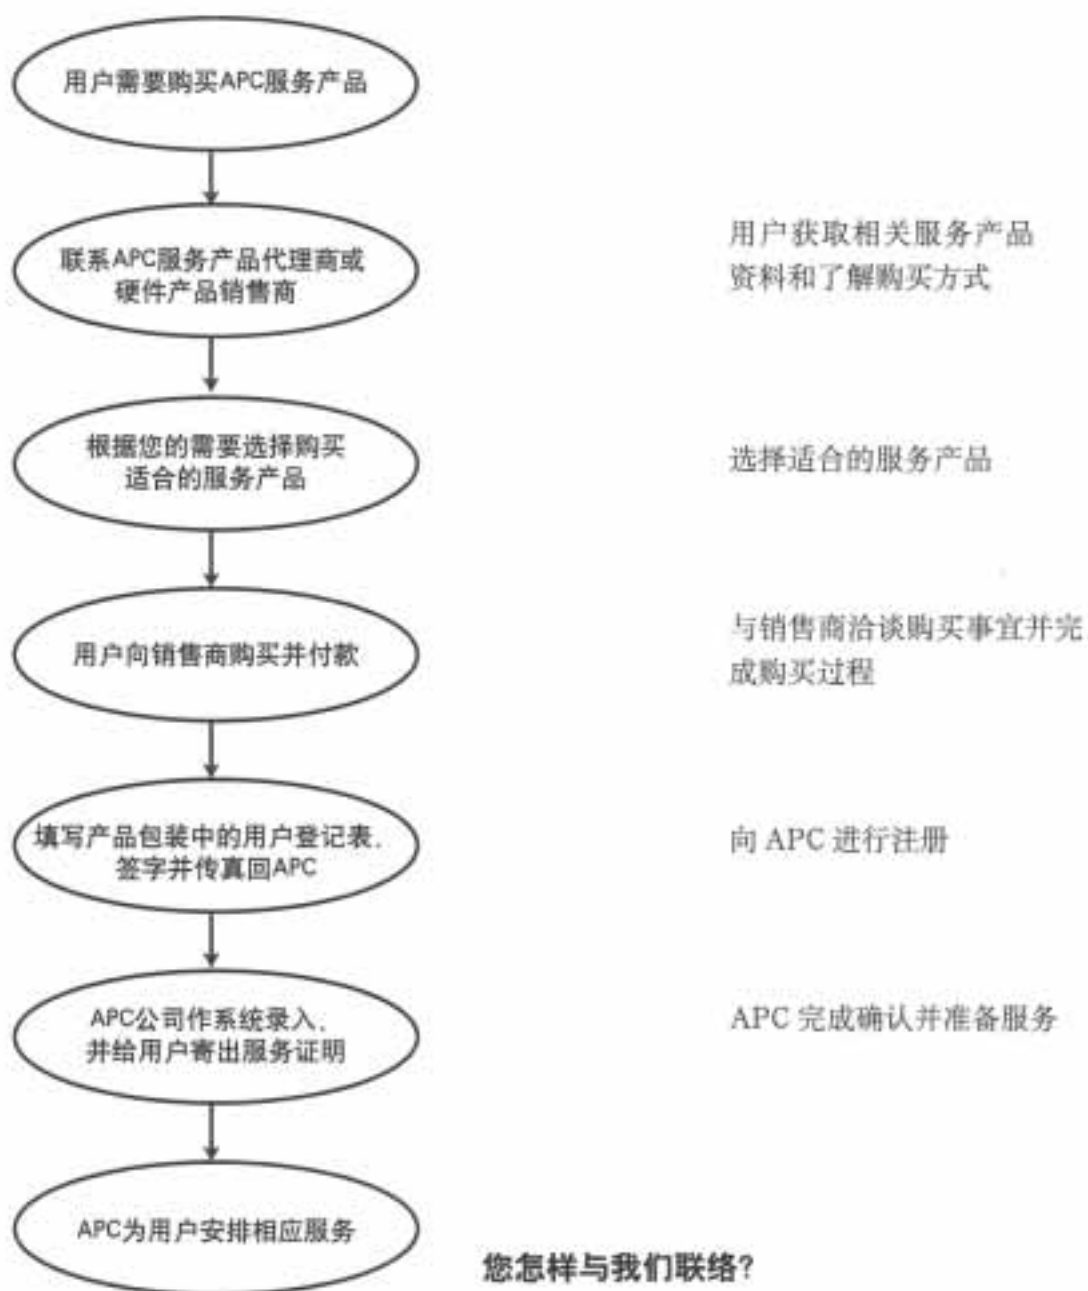 用户需要购买APC服务产品
联系APC服务产品代理商或
硬件产品销售商
用户获取相关服务产品
资料和了解购买方式
根据您的需要选择购买
适合的服务产品
选择适合的服务产品
用户向销售商购买并付款
与销售商洽谈购买事宜并完
成购买过程
填写产品包装中的用户登记表，
签字并传真回APC
向 APC 进行注册
APC公司作系统录入，
并给用户寄出服务证明
APC 完成确认并准备服务
APC为用户安排相应服务
您怎样与我们联络?